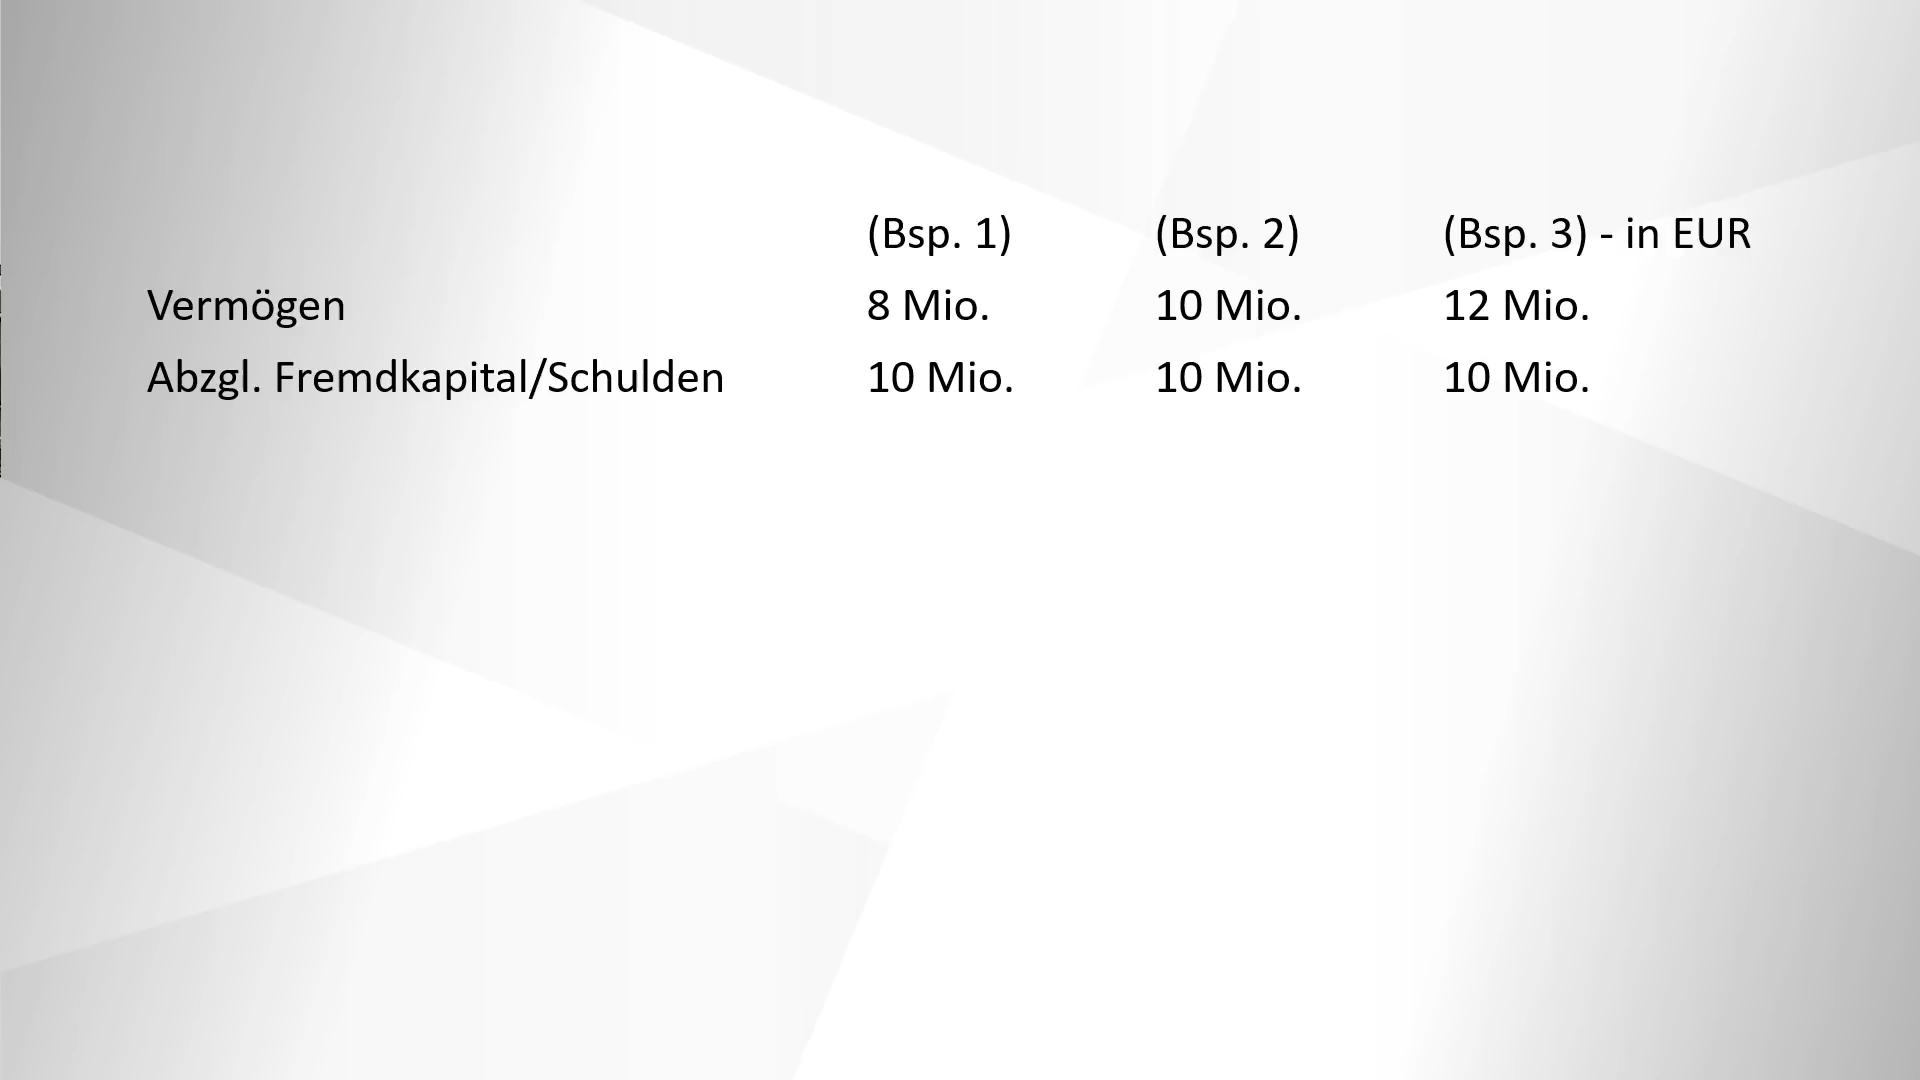 (Bsp. 1) (Bsp. 2) (Bsp. 3) - in EUR
Vermögen 8 Mio. 10 Mio. 12 Mio.
Abzgl. Fremdkapital/Schulden 10 Mio. 10 Mio. 10 Mio.